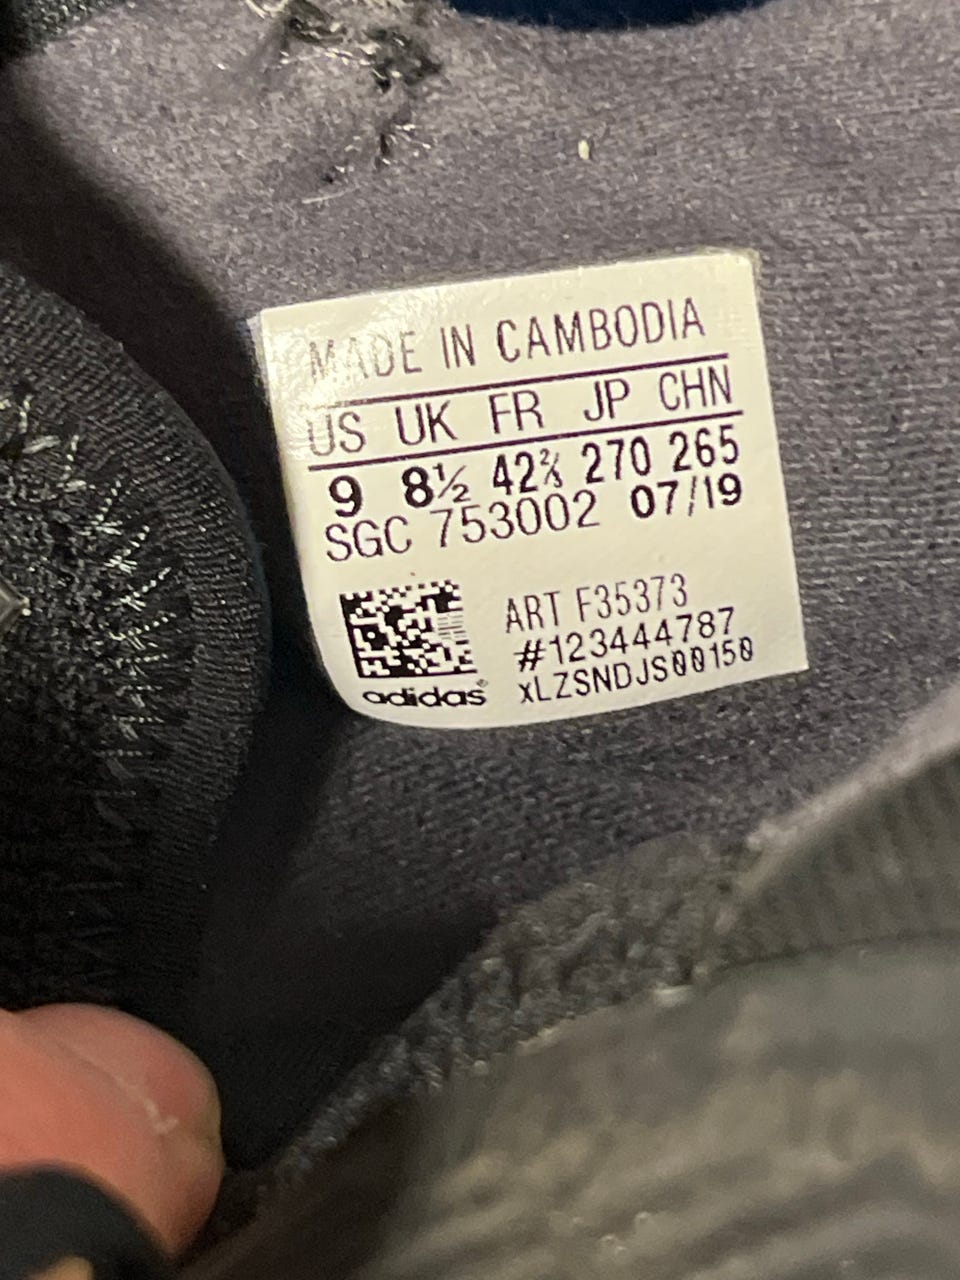 MADE IN CAMBODIA
US UK FR JP CHN
9 8½ 42⅔ 270 265
SGC 753002 07/19
ART F35373
#123444787
xLZSNDJS00150
adidas®